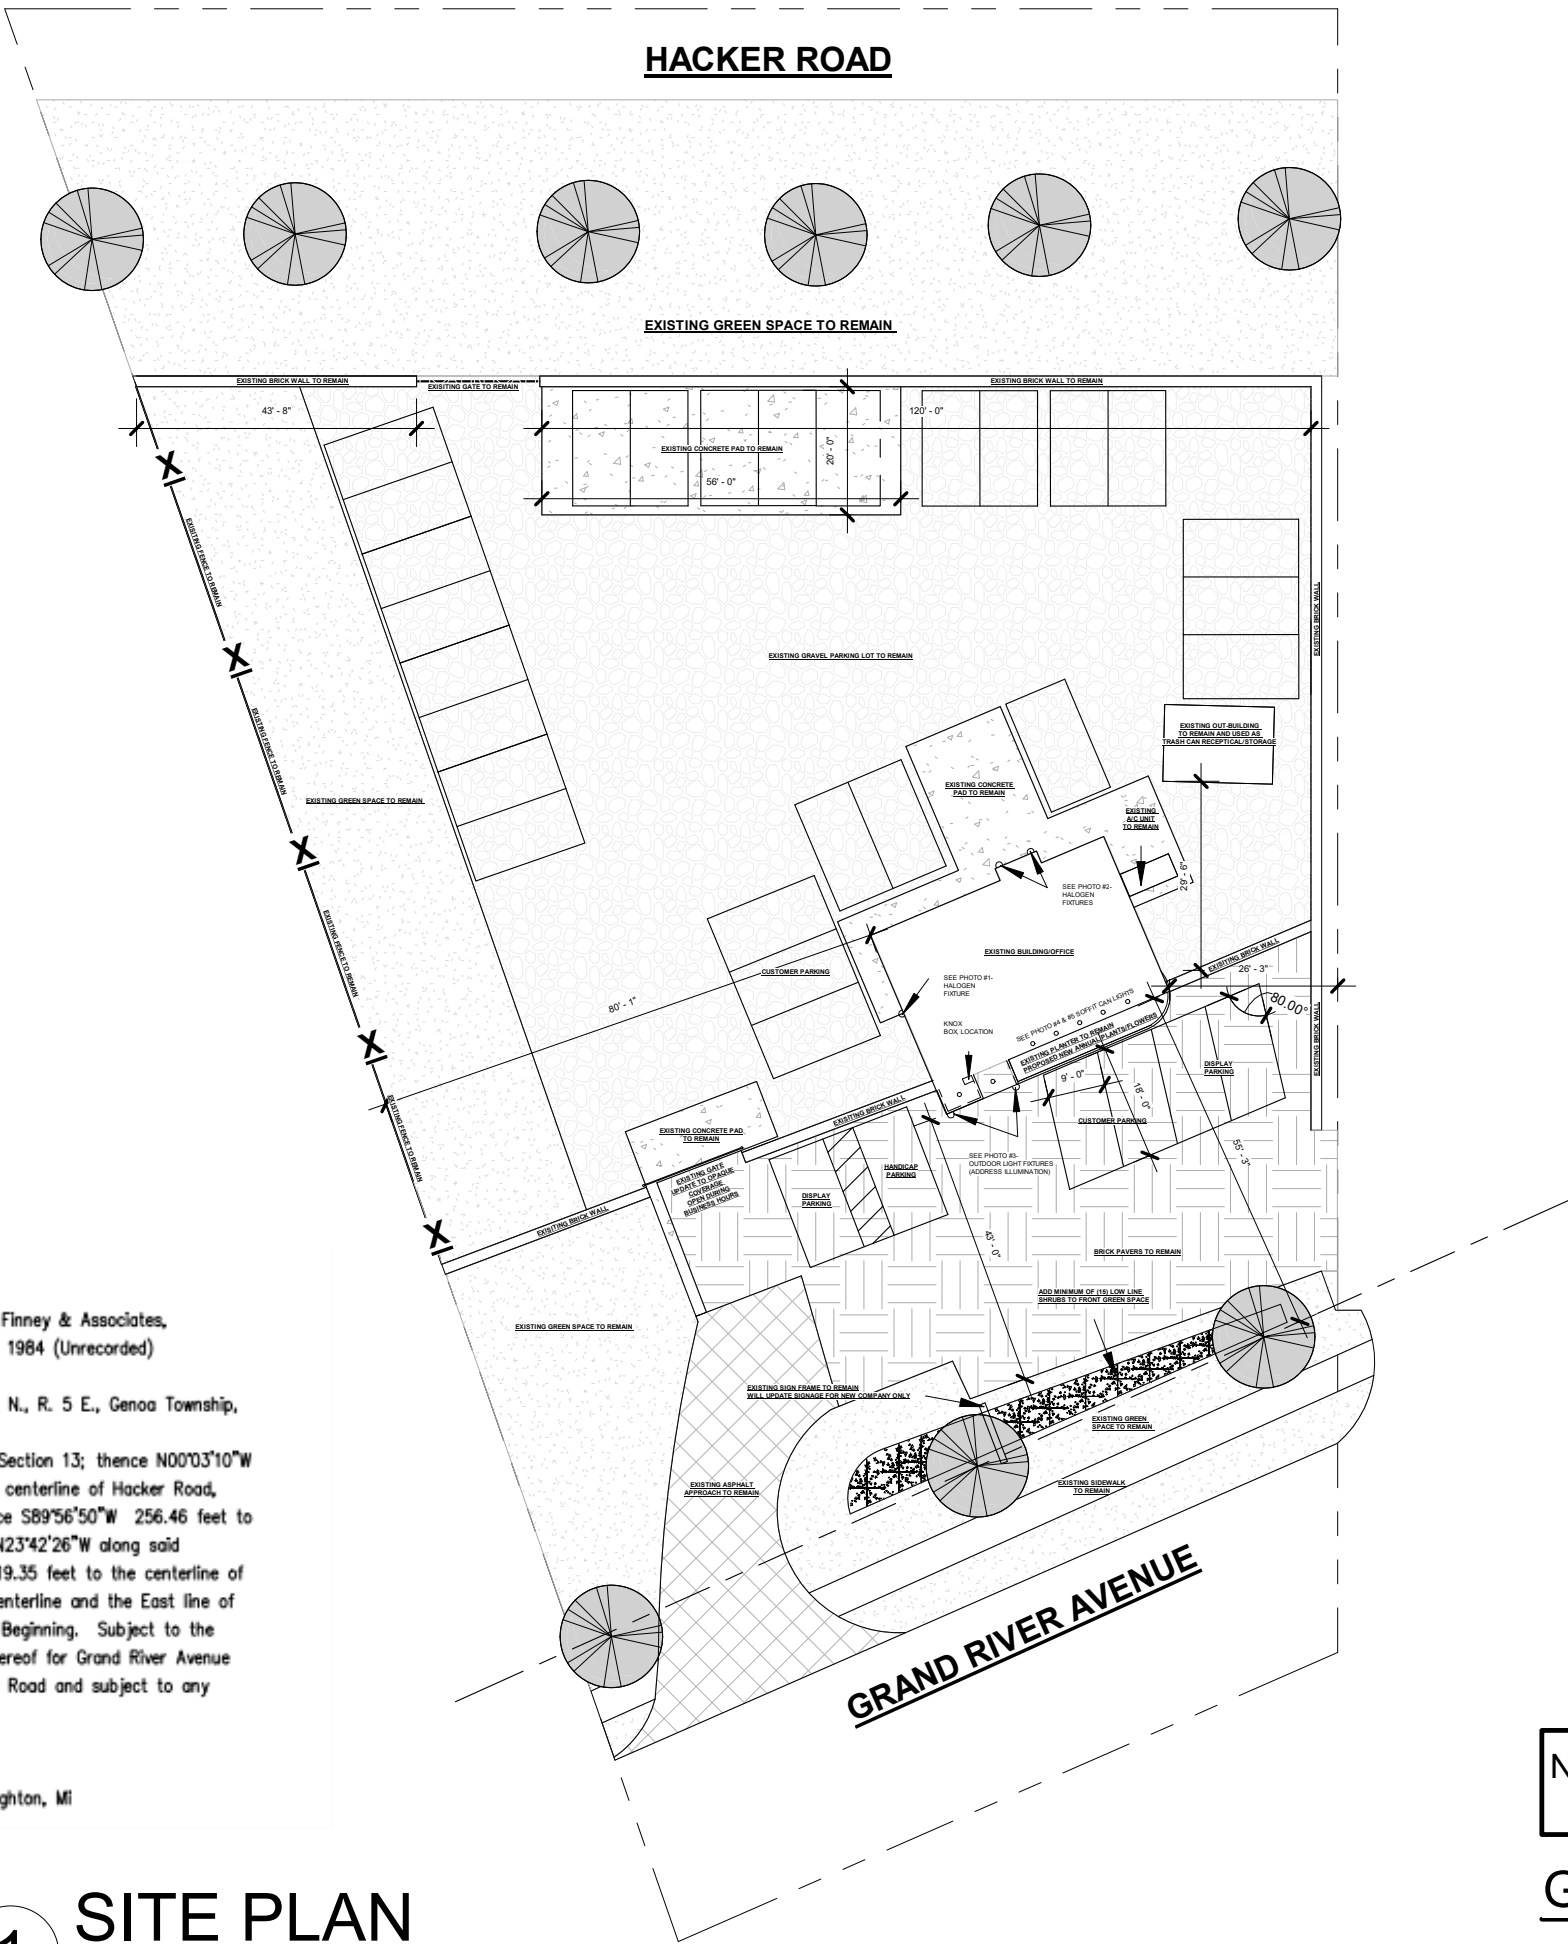 HACKER ROAD
EXISTING GREEN SPACE TO REMAIN
EXISTING BRICK WALL TO REMAIN
EXISITING GATE TO REMAIN
EXISTING BRICK WALL TO REMAIN
43' - 8"
120' - 0"
EXISTING CONCRETE PAD TO REMAIN
20' - 0"
56' - 0"
X
EXISITING FENCE TO REMAIN
EXISTING BRICK WALL
X
EXISTING GRAVEL PARKING LOT TO REMAIN
EXISTING FENCE TO REMAIN
EXISTING OUT-BUILDING
TO REMAIN AND USED AS
TRASH CAN RECEPTICAL/STORAGE
EXISTING GREEN SPACE TO REMAIN
EXISTING CONCRETE
PAD TO REMAIN
EXISTING
A/C UNIT
TO REMAIN
X
29' - 6"
SEE PHOTO #2-
HALOGEN
FIXTURES
EXISTING FENCE TO REMAIN
EXISTING BUILDING/OFFICE
EXISITING BRICK WALL
CUSTOMER PARKING
26' - 3"
SEE PHOTO #1-
HALOGEN
FIXTURE
80' - 1"
80.00°
SEE PHOTO #4 & #5 SOFFIT CAN LIGHTS
KNOX
BOX LOCATION
EXISTING PLANTER TO REMAIN
PROPOSED NEW ANNUAL PLANTS/FLOWERS
EXISTING BRICK WALL
X
DISPLAY
PARKING
9' - 0"
18' - 0"
EXISTING FENCE TO REMAIN
EXISITING BRICK WALL
CUSTOMER PARKING
EXISTING CONCRETE PAD
TO REMAIN
55' - 3"
SEE PHOTO #3-
OUTDOOR LIGHT FIXTURES
(ADDRESS ILLUMINATION)
HANDICAP
PARKING
EXISTING GATE
UPDATE TO OPAQUE
COVERAGE
OPEN DURING
BUSINESS HOURS
DISPLAY
PARKING
EXISITING BRICK WALL
X
43' - 0"
BRICK PAVERS TO REMAIN
ADD MINIMUM OF (15) LOW LINE
SHRUBS TO FRONT GREEN SPACE
EXISTING GREEN SPACE TO REMAIN
EXISTING SIGN FRAME TO REMAIN
WILL UPDATE SIGNAGE FOR NEW COMPANY ONLY
EXISTING GREEN
SPACE TO REMAIN
EXISTING ASPHALT
APPROACH TO REMAIN
EXISTING SIDEWALK
TO REMAIN
GRAND RIVER AVENUE
Finney & Associates,
1984 (Unrecorded)
N., R. 5 E., Genoa Township,
Section 13; thence N00°03'10"W
centerline of Hacker Road,
ce S89°56'50"W 256.46 feet to
N23°42'26"W along said
19.35 feet to the centerline of
enterline and the East line of
Beginning. Subject to the
ereof for Grand River Avenue
Road and subject to any
ghton, Mi
N
G
1
SITE PLAN